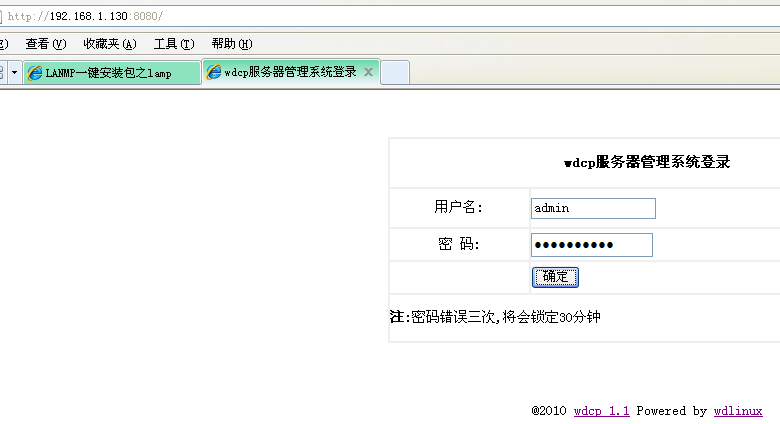 http://192.168.1.130:8080/
查看(V) 收藏夹(A) 工具(T) 帮助(H)
LANMP一键安装包之lamp wdcp服务器管理系统登录
wdcp服务器管理系统登录
用户名: admin
密 码: ●●●●●●●●●●
确定
注:密码错误三次,将会锁定30分钟
@2010 wdcp 1.1 Powered by wdlinux